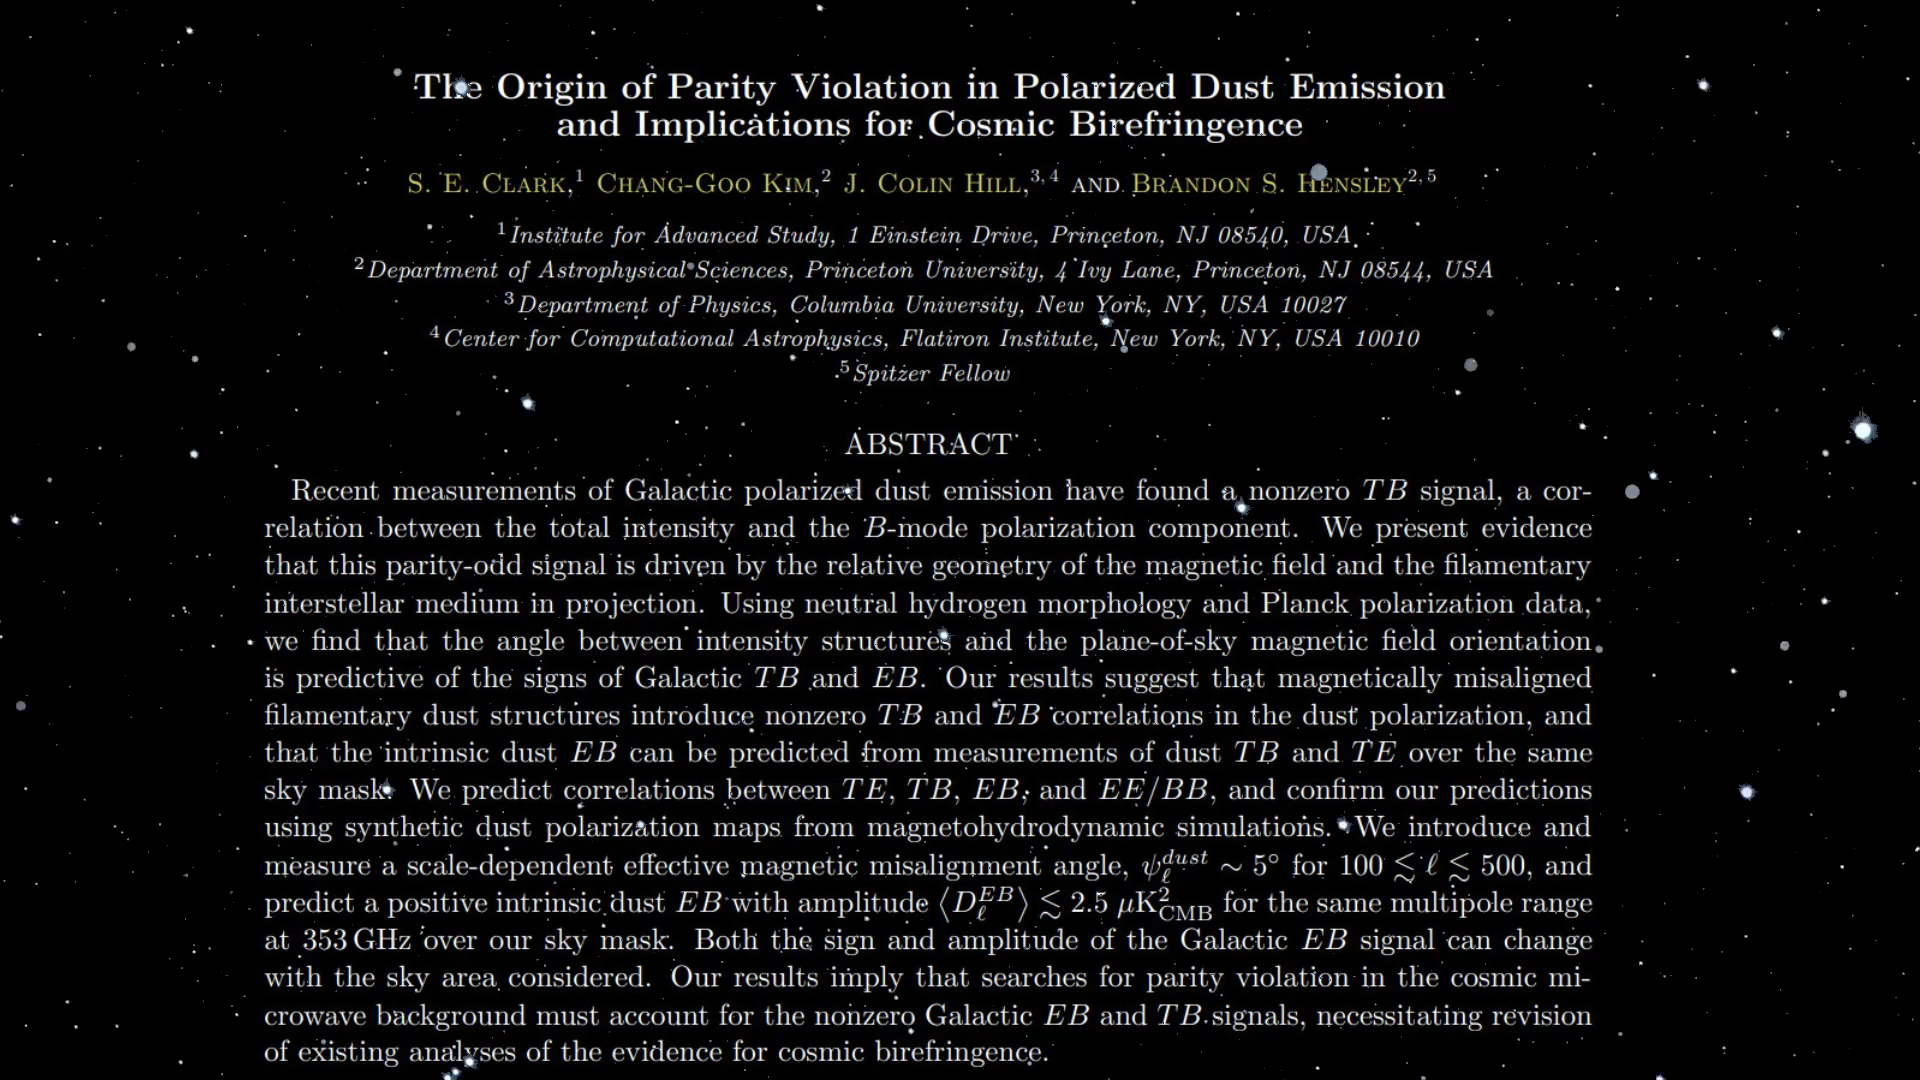 The Origin of Parity Violation in Polarized Dust Emission
and Implications for Cosmic Birefringence
S. E. Clark,¹ Chang-Goo Kim,² J. Colin Hill,³,⁴ and Brandon S. Hensley²,⁵
¹Institute for Advanced Study, 1 Einstein Drive, Princeton, NJ 08540, USA
²Department of Astrophysical Sciences, Princeton University, 4 Ivy Lane, Princeton, NJ 08544, USA
³Department of Physics, Columbia University, New York, NY, USA 10027
⁴Center for Computational Astrophysics, Flatiron Institute, New York, NY, USA 10010
⁵Spitzer Fellow
ABSTRACT
Recent measurements of Galactic polarized dust emission have found a nonzero TB signal, a cor-
relation between the total intensity and the B-mode polarization component. We present evidence
that this parity-odd signal is driven by the relative geometry of the magnetic field and the filamentary
interstellar medium in projection. Using neutral hydrogen morphology and Planck polarization data,
we find that the angle between intensity structures and the plane-of-sky magnetic field orientation
is predictive of the signs of Galactic TB and EB. Our results suggest that magnetically misaligned
filamentary dust structures introduce nonzero TB and EB correlations in the dust polarization, and
that the intrinsic dust EB can be predicted from measurements of dust TB and TE over the same
sky mask. We predict correlations between TE, TB, EB, and EE/BB, and confirm our predictions
using synthetic dust polarization maps from magnetohydrodynamic simulations. We introduce and
measure a scale-dependent effective magnetic misalignment angle, ψ_ℓ^dust ∼ 5° for 100 ≲ ℓ ≲ 500, and
predict a positive intrinsic dust EB with amplitude ⟨D_ℓ^EB⟩ ≲ 2.5 μK²_CMB for the same multipole range
at 353 GHz over our sky mask. Both the sign and amplitude of the Galactic EB signal can change
with the sky area considered. Our results imply that searches for parity violation in the cosmic mi-
crowave background must account for the nonzero Galactic EB and TB signals, necessitating revision
of existing analyses of the evidence for cosmic birefringence.